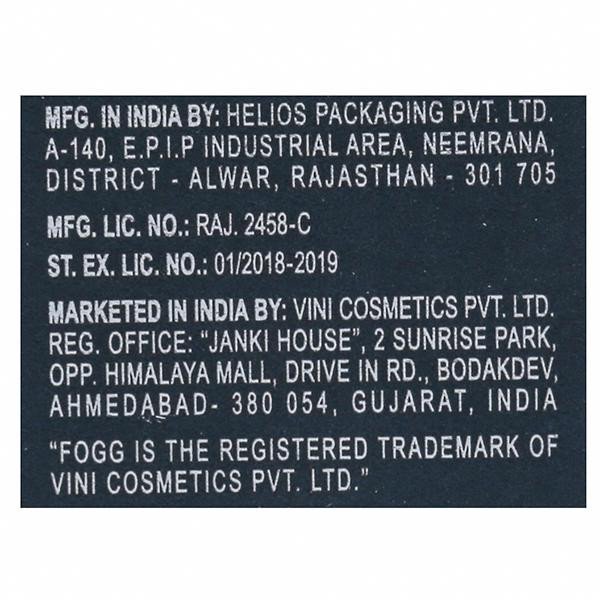 MFG. IN INDIA BY: HELIOS PACKAGING PVT. LTD.
A-140, E.P.I.P INDUSTRIAL AREA, NEEMRANA,
DISTRICT - ALWAR, RAJASTHAN - 301 705
MFG. LIC. NO.: RAJ. 2458-C
ST. EX. LIC. NO.: 01/2018-2019
MARKETED IN INDIA BY: VINI COSMETICS PVT. LTD.
REG. OFFICE: “JANKI HOUSE”, 2 SUNRISE PARK,
OPP. HIMALAYA MALL, DRIVE IN RD., BODAKDEV,
AHMEDABAD- 380 054, GUJARAT, INDIA
“FOGG IS THE REGISTERED TRADEMARK OF
VINI COSMETICS PVT. LTD.”